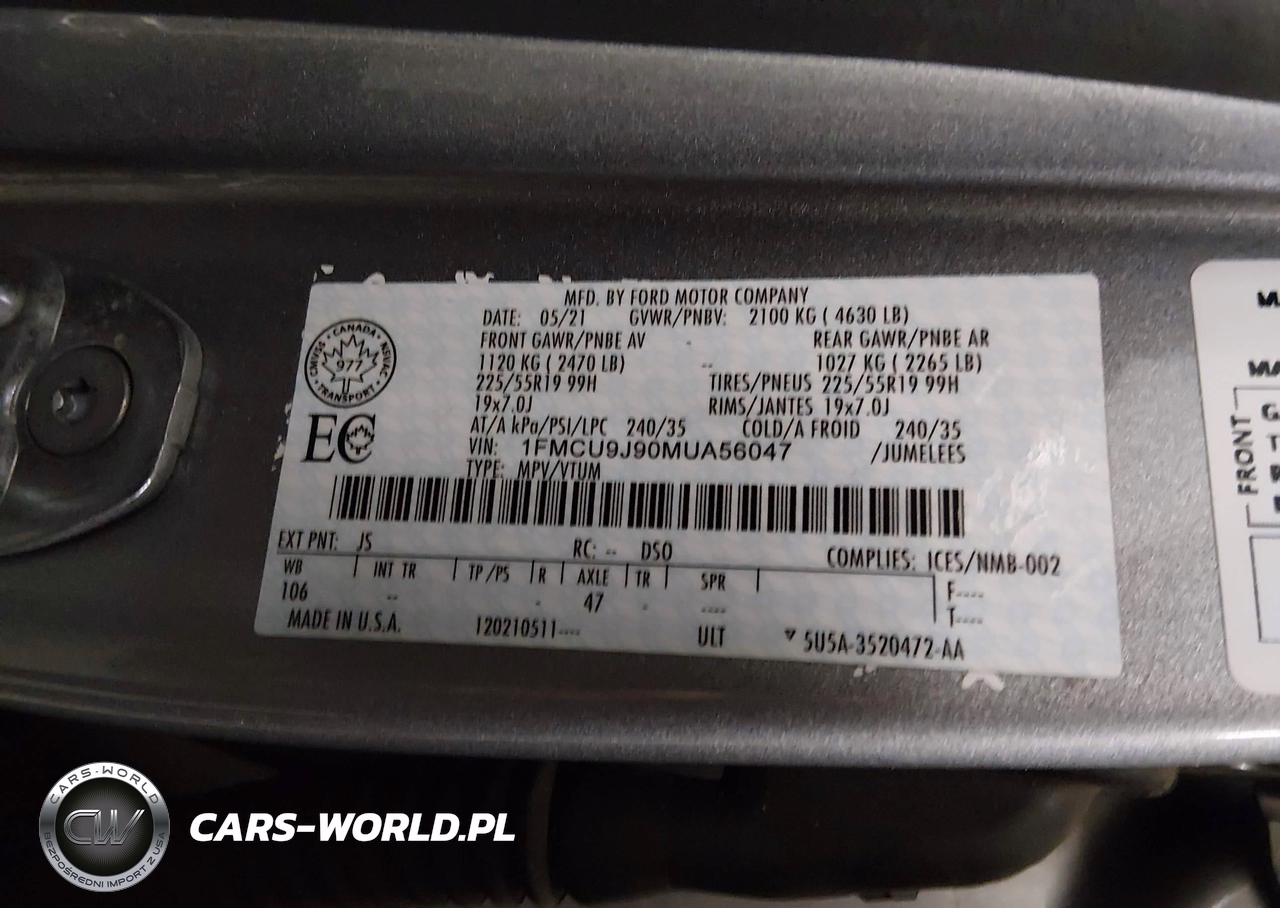 MFD. BY FORD MOTOR COMPANY
DATE: 05/21 GVWR/PNBV: 2100 KG ( 4630 LB)
FRONT GAWR/PNBE AV REAR GAWR/PNBE AR
1120 KG ( 2470 LB) -- 1027 KG ( 2265 LB)
225/55R19 99H TIRES/PNEUS 225/55R19 99H
19x7.0J RIMS/JANTES 19x7.0J
AT/A kPa/PSI/LPC 240/35 COLD/A FROID 240/35
VIN: 1FMCU9J90MUA56047 /JUMELEES
TYPE: MPV/VTUM
CANADA
977
TRANSPORT
EC
EXT PNT: JS RC: -- DSO COMPLIES: ICES/NMB-002
WB INT TR TP/PS R AXLE TR SPR F----
106 -- - 47 - ---- T----
MADE IN U.S.A. 120210511---- ULT 5U5A-3520472-AA
FRONT
CARS-WORLD
CW
BEZPOŚREDNI IMPORT Z USA
CARS-WORLD.PL